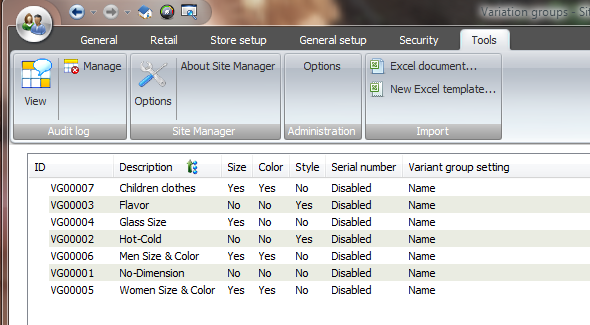 Variation groups - Sit
General Retail Store setup General setup Security Tools
Manage About Site Manager Options Excel document...
New Excel template...
View Options
Audit log Site Manager Administration Import
ID Description Size Color Style Serial number Variant group setting
VG00007 Children clothes Yes Yes No Disabled Name
VG00003 Flavor No No Yes Disabled Name
VG00004 Glass Size Yes No No Disabled Name
VG00002 Hot-Cold No No Yes Disabled Name
VG00006 Men Size & Color Yes Yes No Disabled Name
VG00001 No-Dimension No No No Disabled Name
VG00005 Women Size & Color Yes Yes No Disabled Name